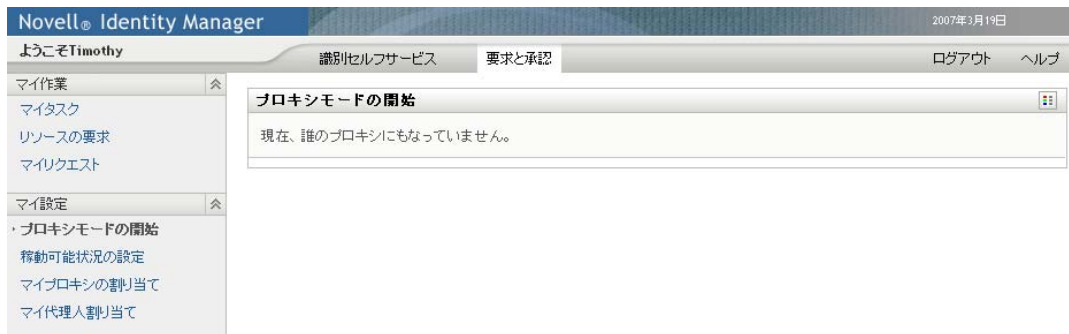 Novell® Identity Manager
2007年3月19日
ようこそTimothy
識別セルフサービス
要求と承認
ログアウト
ヘルプ
マイ作業
マイタスク
リソースの要求
マイリクエスト
マイ設定
プロキシモードの開始
稼動可能状況の設定
マイプロキシの割り当て
マイ代理人割り当て
プロキシモードの開始
現在、誰のプロキシにもなっていません。